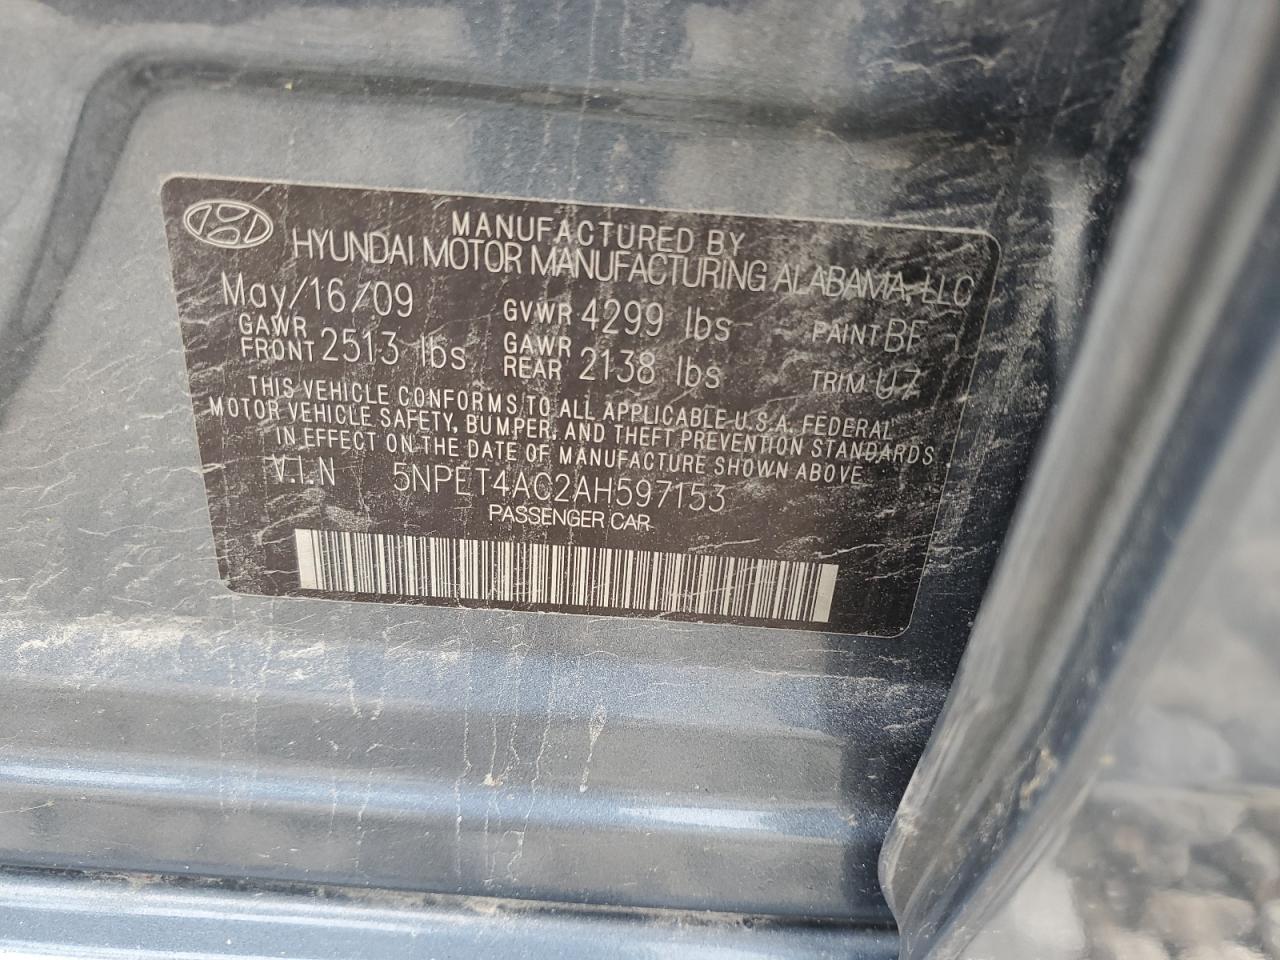 MANUFACTURED BY
HYUNDAI MOTOR MANUFACTURING ALABAMA, LLC
May/16/09 GVWR 4299 lbs PAINT BF
GAWR FRONT 2513 lbs GAWR REAR 2138 lbs TRIM U7
THIS VEHICLE CONFORMS TO ALL APPLICABLE U.S.A. FEDERAL
MOTOR VEHICLE SAFETY, BUMPER, AND THEFT PREVENTION STANDARDS
IN EFFECT ON THE DATE OF MANUFACTURE SHOWN ABOVE
V.I.N 5NPET4AC2AH597153
PASSENGER CAR